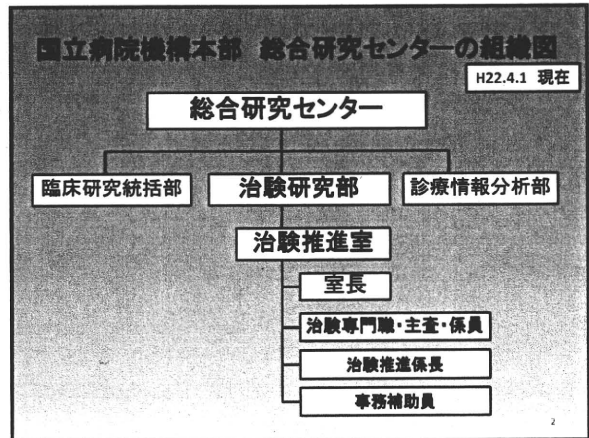 国立病院機構本部 総合研究センターの組織図
H22.4.1 現在
総合研究センター
臨床研究統括部
治験研究部
診療情報分析部
治験推進室
室長
治験専門職・主査・係員
治験推進係長
事務補助員
2